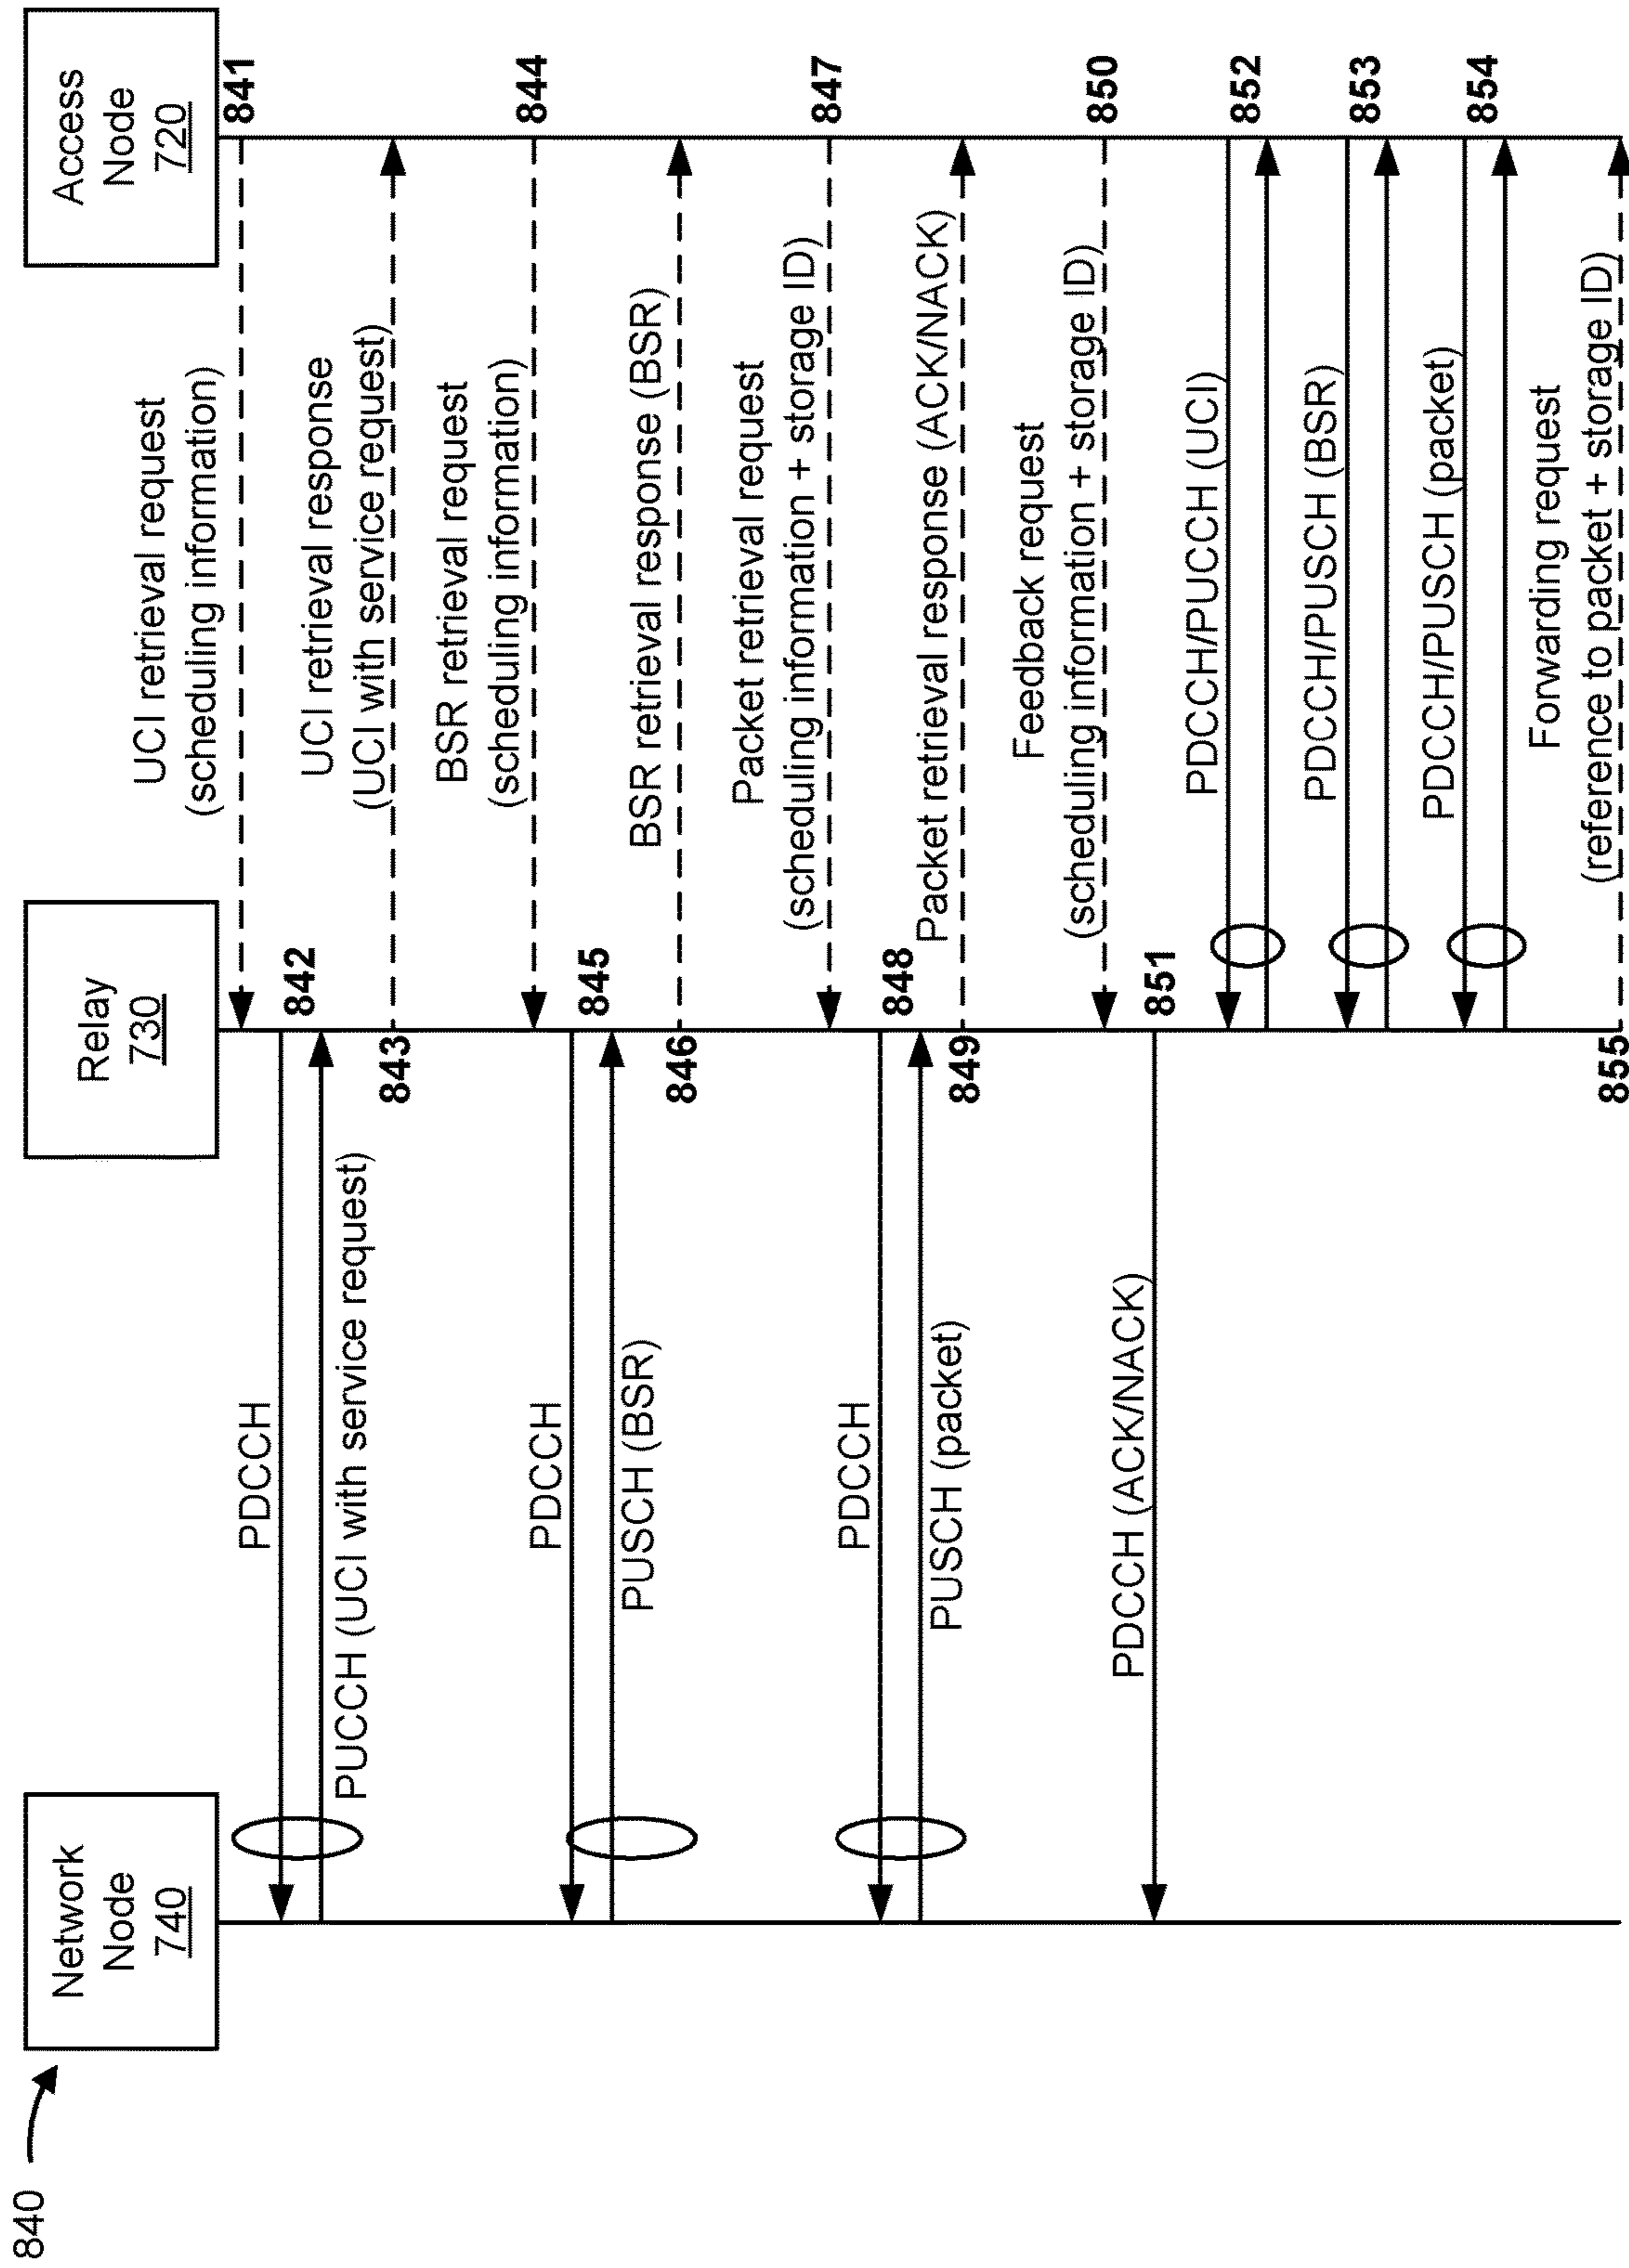 840
Network
Node
740
Relay
730
Access
Node
720
UCI retrieval request
(scheduling information)
841
PDCCH
842
PUCCH (UCI with service request)
UCI retrieval response
(UCI with service request)
843
BSR retrieval request
(scheduling information)
844
PDCCH
845
PUSCH (BSR)
BSR retrieval response (BSR)
846
Packet retrieval request
(scheduling information + storage ID)
847
PDCCH
848
PUSCH (packet)
Packet retrieval response (ACK/NACK)
849
Feedback request
(scheduling information + storage ID)
850
PDCCH (ACK/NACK)
851
PDCCH/PUCCH (UCI)
852
PDCCH/PUSCH (BSR)
853
PDCCH/PUSCH (packet)
854
Forwarding request
(reference to packet + storage ID)
855